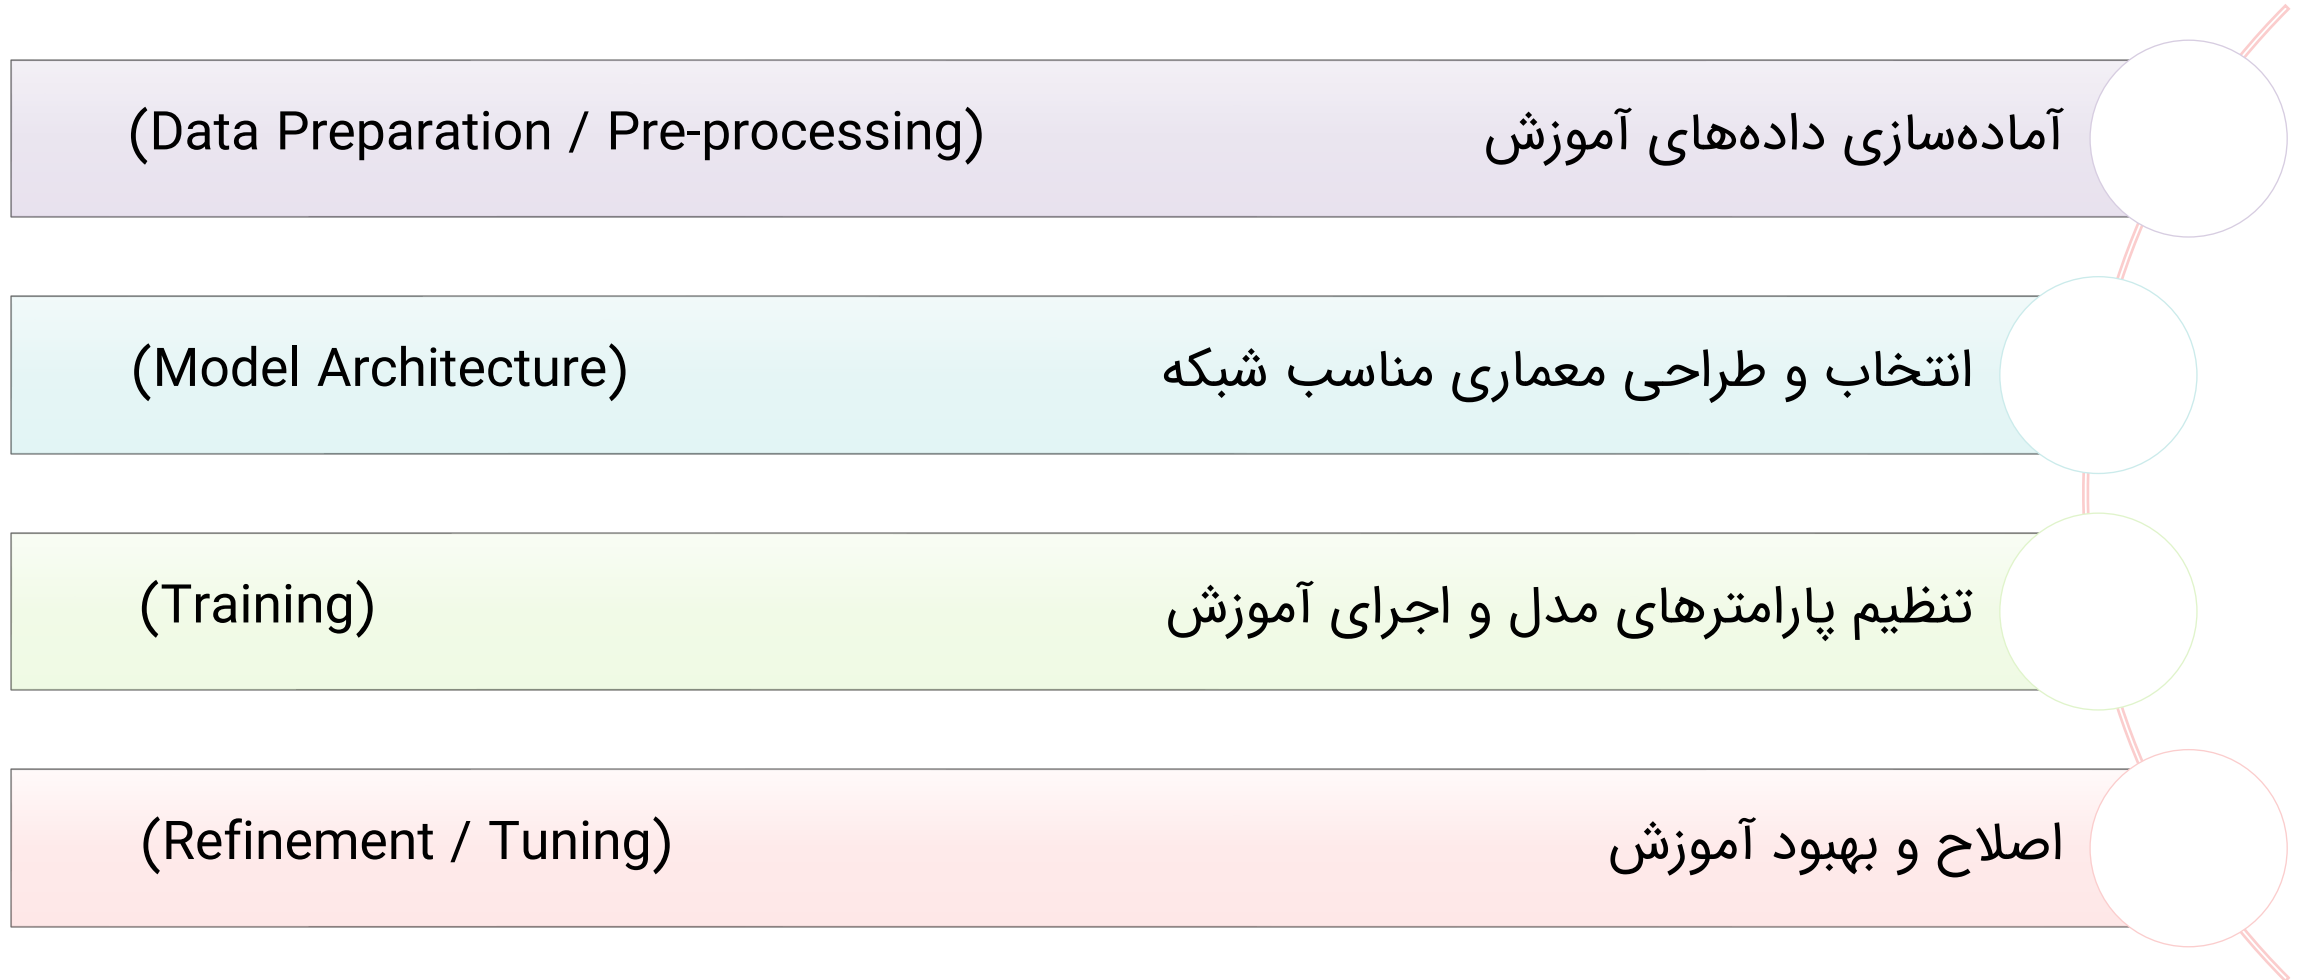 آماده‌سازی داده‌های آموزش (Data Preparation / Pre-processing)
انتخاب و طراحی معماری مناسب شبکه (Model Architecture)
تنظیم پارامترهای مدل و اجرای آموزش (Training)
اصلاح و بهبود آموزش (Refinement / Tuning)